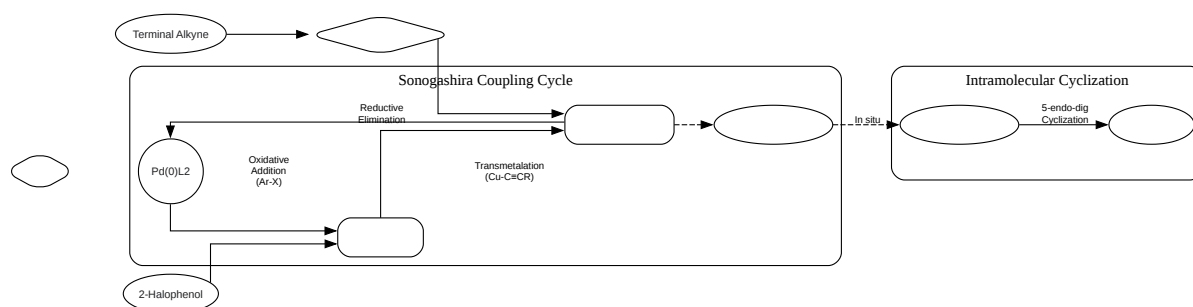 Terminal Alkyne
Sonogashira Coupling Cycle
Intramolecular Cyclization
Reductive
Elimination
5-endo-dig
Cyclization
In situ
Pd(0)L2
Oxidative
Addition
(Ar-X)
Transmetalation
(Cu-C≡CR)
2-Halophenol